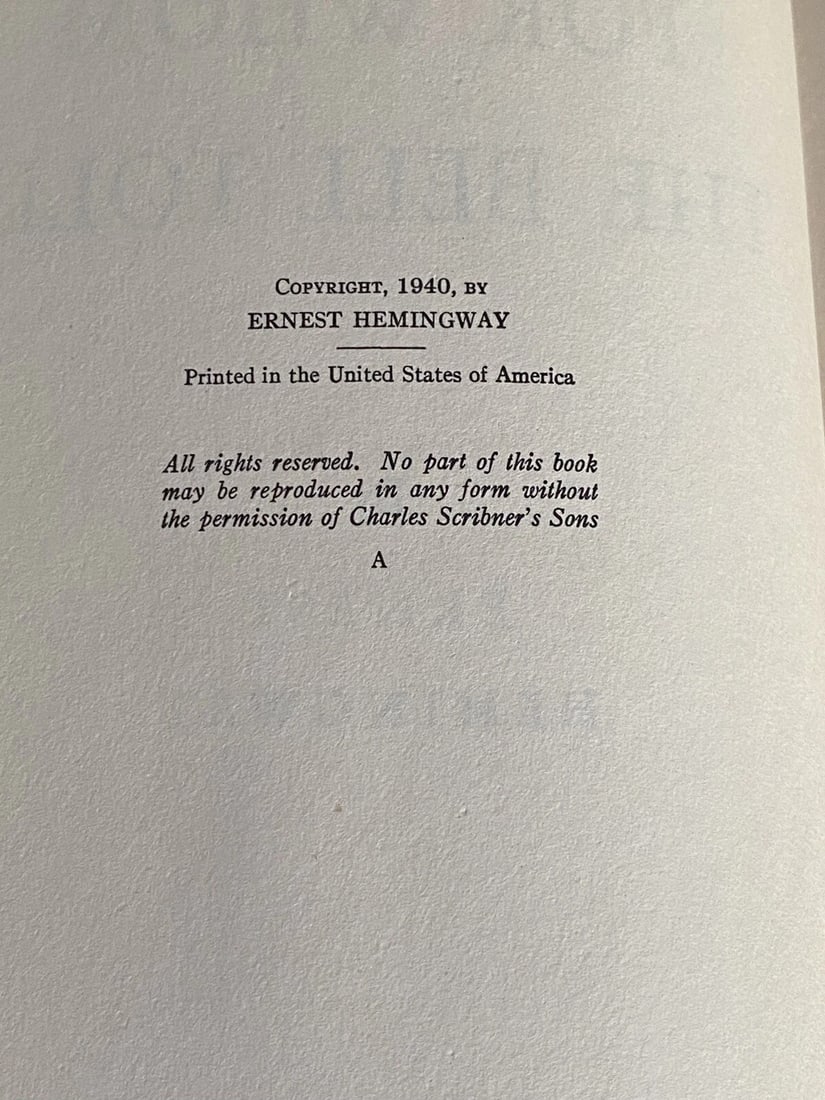 COPYRIGHT, 1940, BY
ERNEST HEMINGWAY
Printed in the United States of America
All rights reserved. No part of this book
may be reproduced in any form without
the permission of Charles Scribner's Sons
A